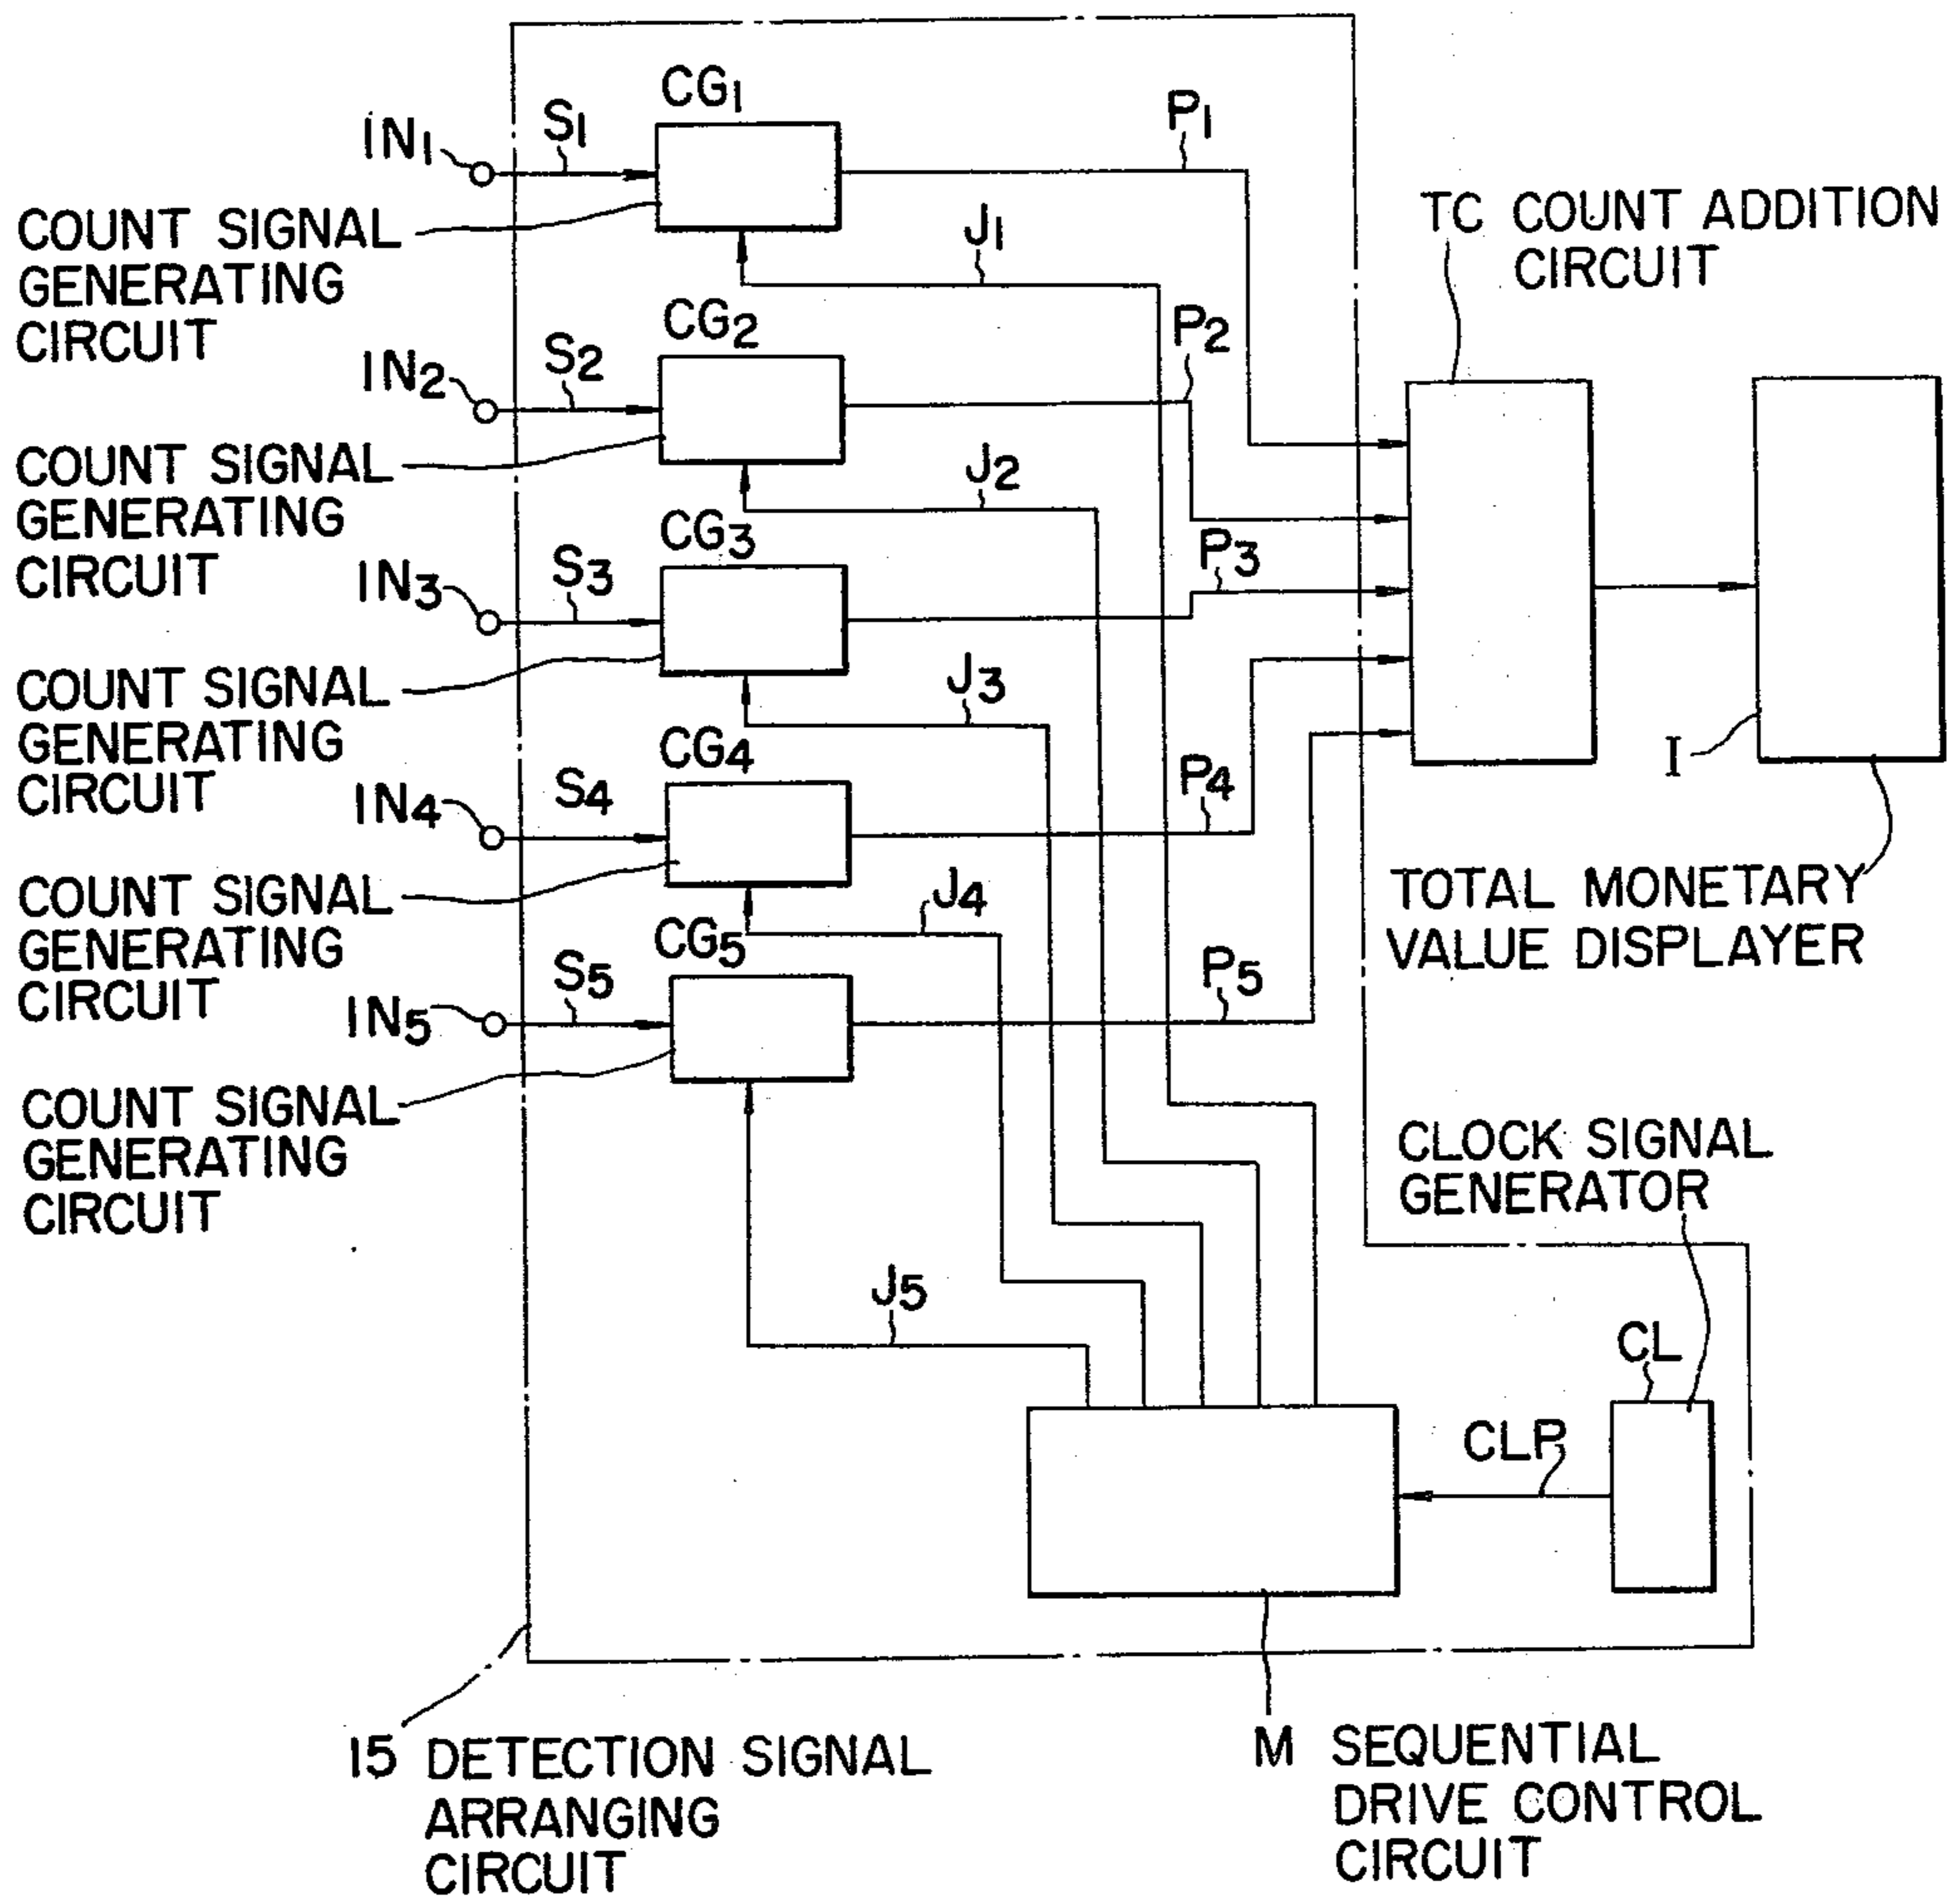 CG1
IN1
S1
P1
COUNT SIGNAL
GENERATING
CIRCUIT
J1
TC COUNT ADDITION
CIRCUIT
CG2
IN2
S2
P2
COUNT SIGNAL
GENERATING
CIRCUIT
J2
CG3
IN3
S3
P3
COUNT SIGNAL
GENERATING
CIRCUIT
J3
CG4
IN4
S4
P4
I
COUNT SIGNAL
GENERATING
CIRCUIT
J4
TOTAL MONETARY
VALUE DISPLAYER
CG5
IN5
S5
P5
COUNT SIGNAL
GENERATING
CIRCUIT
CLOCK SIGNAL
GENERATOR
J5
CL
CLP
15 DETECTION SIGNAL
ARRANGING
CIRCUIT
M SEQUENTIAL
DRIVE CONTROL
CIRCUIT